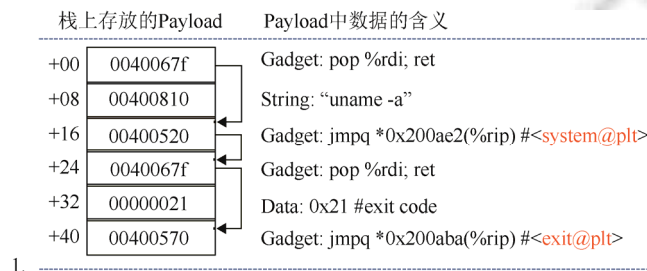 栈上存放的Payload Payload中数据的含义
+00 0040067f Gadget: pop %rdi; ret
+08 00400810 String: “uname -a”
+16 00400520 Gadget: jmpq *0x200ae2(%rip) #<system@plt>
+24 0040067f Gadget: pop %rdi; ret
+32 00000021 Data: 0x21 #exit code
+40 00400570 Gadget: jmpq *0x200aba(%rip) #<exit@plt>
1.